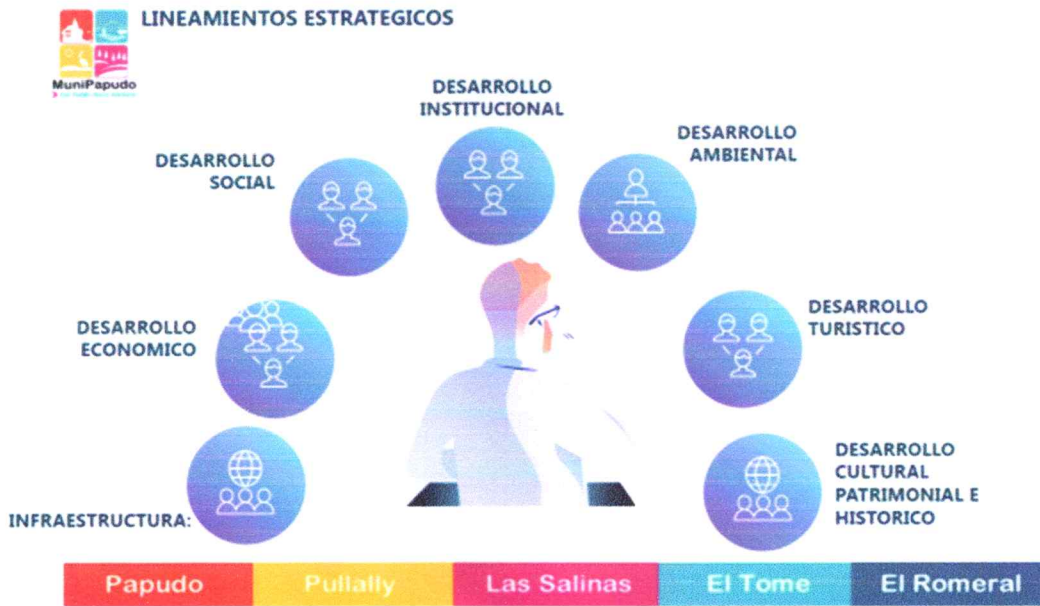 LINEAMIENTOS ESTRATEGICOS
MuniPapudo
DESARROLLO
INSTITUCIONAL
DESARROLLO
AMBIENTAL
DESARROLLO
SOCIAL
DESARROLLO
ECONOMICO
DESARROLLO
TURISTICO
DESARROLLO
CULTURAL
PATRIMONIAL E
HISTORICO
INFRAESTRUCTURA:
Papudo
Pullally
Las Salinas
El Tome
El Romeral